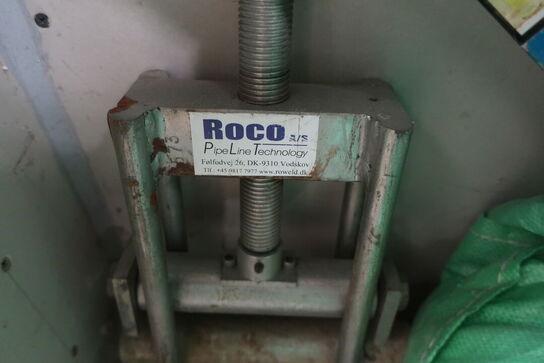 ROCO A/S
PipeLine Technology
Følfodvej 26, DK-9310 Vodskov
Tlf.: +45 9817 7977 www.roweld.dk